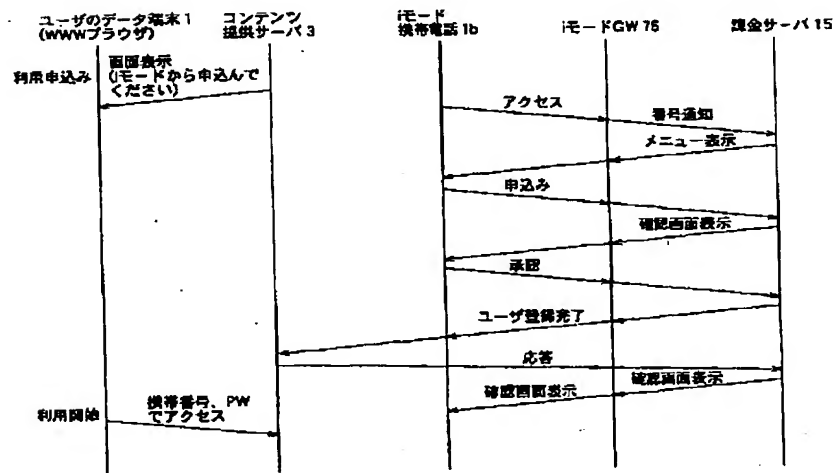 ユーザのデータ端末1
(WWWブラウザ)
コンテンツ
提供サーバ3
iモード
携帯電話1b
iモードGW 76
課金サーバ15
利用申込み
画面表示
(iモードから申込んで
ください)
アクセス
番号通知
メニュー表示
申込み
確認画面表示
承認
ユーザ登録完了
応答
確認画面表示
確認画面表示
利用開始
携帯番号、PW
でアクセス